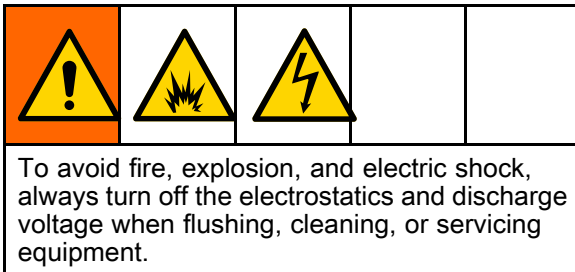 To avoid fire, explosion, and electric shock,
always turn off the electrostatics and discharge
voltage when flushing, cleaning, or servicing
equipment.